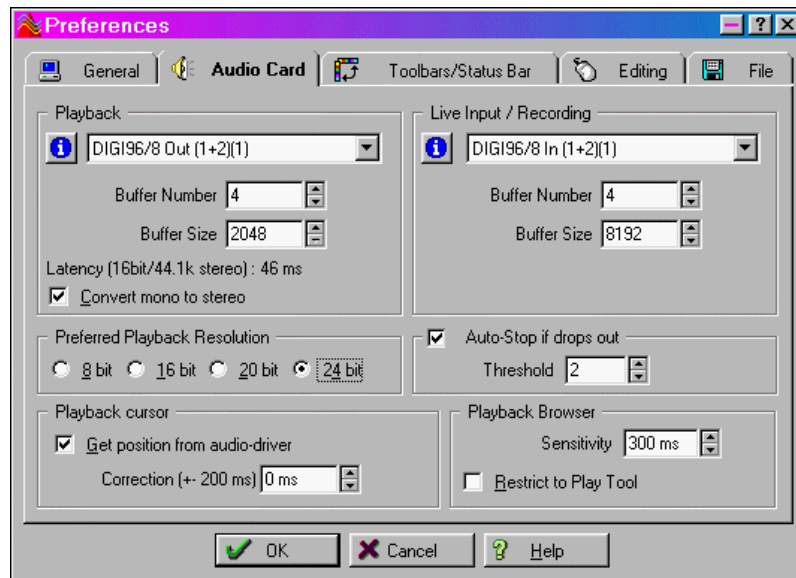 Preferences
General
Audio Card
Toolbars/Status Bar
Editing
File
Playback
DIGI96/8 Out (1+2)(1)
Buffer Number 4
Buffer Size 2048
Latency (16bit/44.1k stereo) : 46 ms
Convert mono to stereo
Live Input / Recording
DIGI96/8 In (1+2)(1)
Buffer Number 4
Buffer Size 8192
Preferred Playback Resolution
8 bit 16 bit 20 bit 24 bit
Auto-Stop if drops out
Threshold 2
Playback cursor
Get position from audio-driver
Correction (+- 200 ms) 0 ms
Playback Browser
Sensitivity 300 ms
Restrict to Play Tool
OK
Cancel
Help